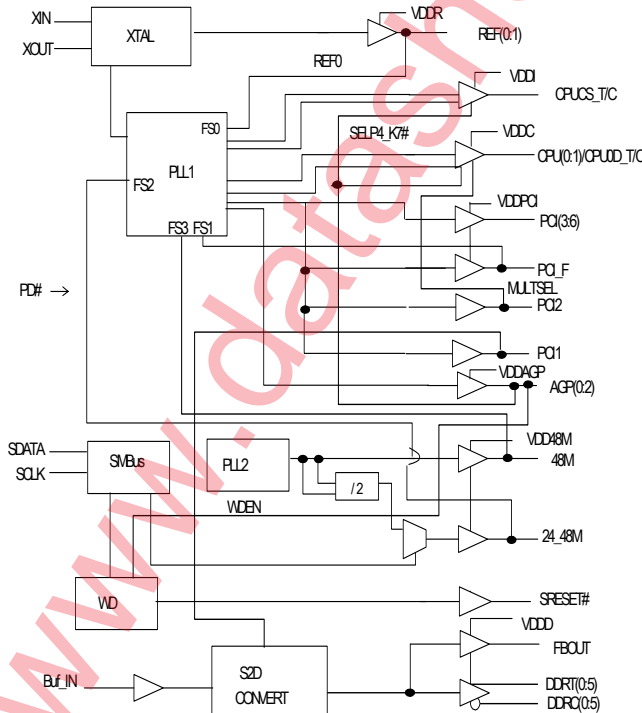 XIN
XOUT
XTAL
VDDR
REF(0:1)
REF0
VDDI
CPUCS_T/C
FS0
SELP4_K7#
VDDC
CPU(0:1)/CPU0D_T/C
FS2
PLL1
VDDPCI
PCI(3:6)
FS3 FS1
PCI_F
PD#
MULTSEL
PCI2
PCI1
VDDAGP
AGP(0:2)
SDATA
SCLK
SMBus
PLL2
VDD48M
48M
/ 2
WDEN
24_48M
WD
SRESET#
VDDD
FBOUT
Buf_IN
S2D
CONVERT
DDRT(0:5)
DDRC(0:5)
www.datash